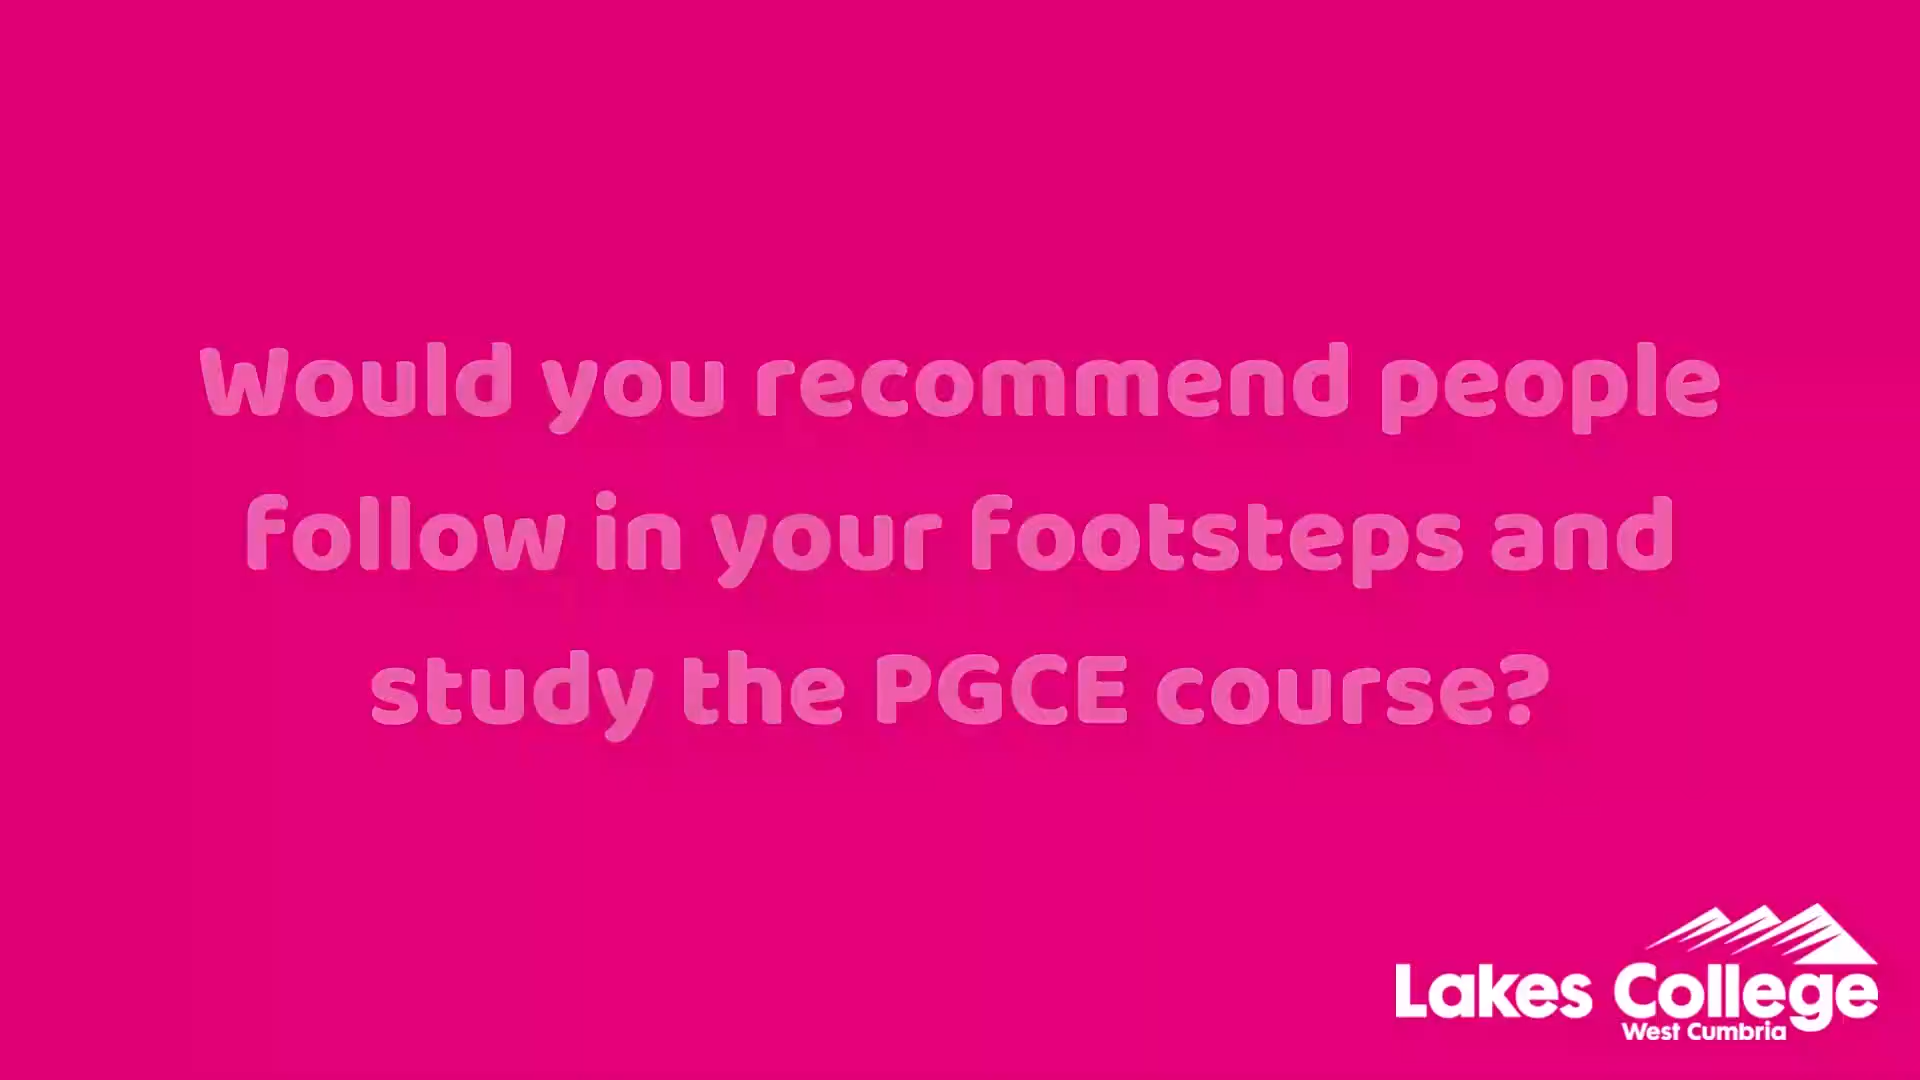 Would you recommend people
follow in your footsteps and
study the PGCE course?
Lakes College
West Cumbria